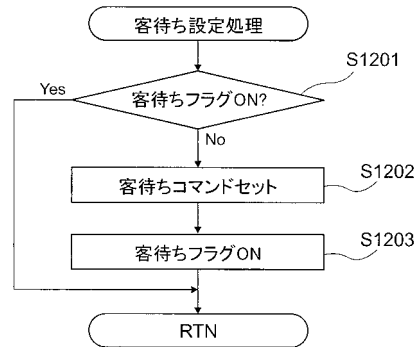 客待ち設定処理
S1201
Yes
客待ちフラグON?
No
客待ちコマンドセット
S1202
客待ちフラグON
S1203
RTN